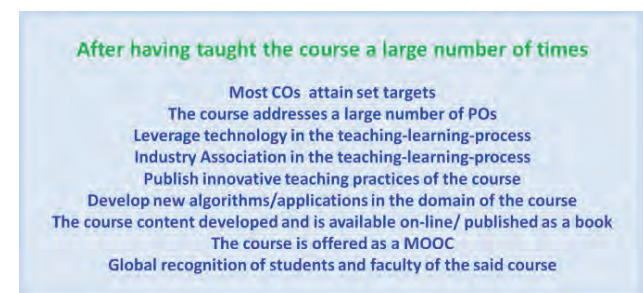 After having taught the course a large number of times
Most COs attain set targets
The course addresses a large number of POs
Leverage technology in the teaching-learning-process
Industry Association in the teaching-learning-process
Publish innovative teaching practices of the course
Develop new algorithms/applications in the domain of the course
The course content developed and is available on-line/ published as a book
The course is offered as a MOOC
Global recognition of students and faculty of the said course